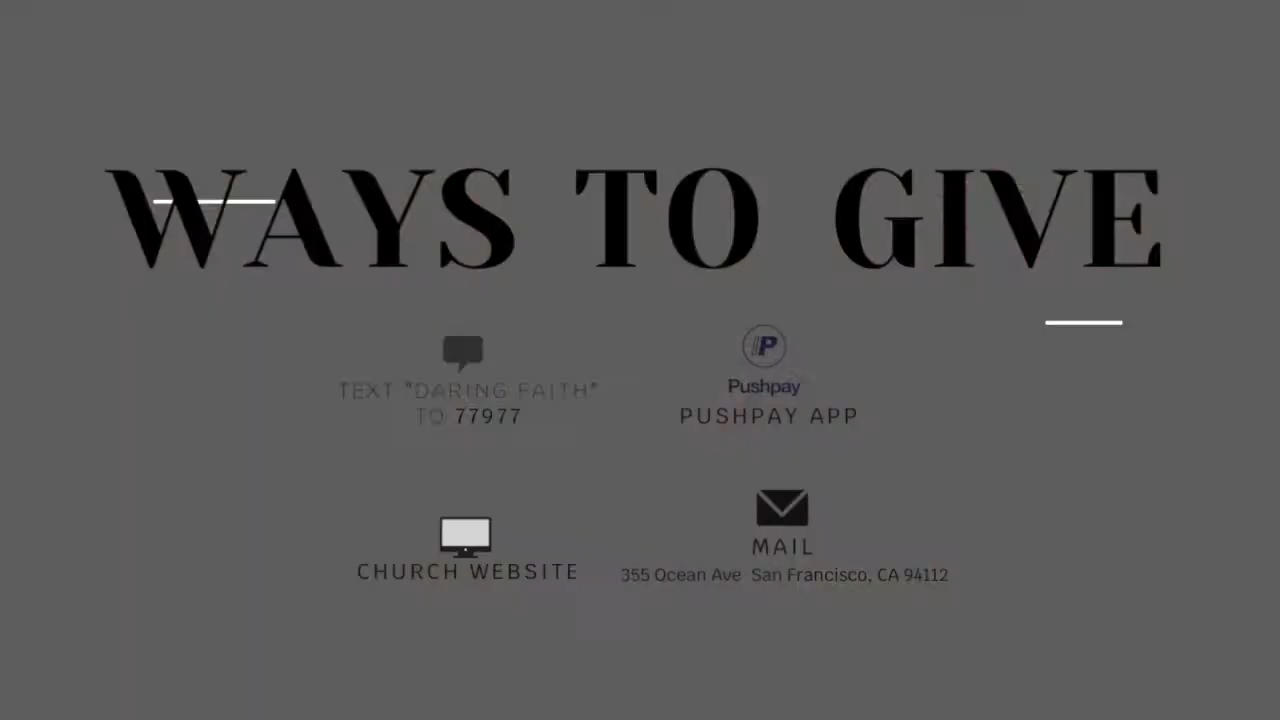 WAYS TO GIVE
TEXT "DARING FAITH"
TO 77977
Pushpay
PUSHPAY APP
CHURCH WEBSITE
MAIL
355 Ocean Ave San Francisco, CA 94112